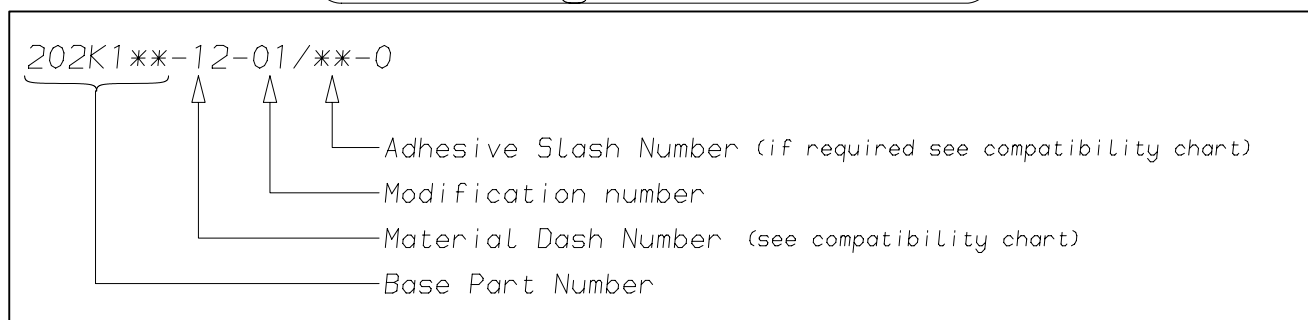 202K1**-12-01/**-0
Adhesive Slash Number (if required see compatibility chart)
Modification number
Material Dash Number (see compatibility chart)
Base Part Number